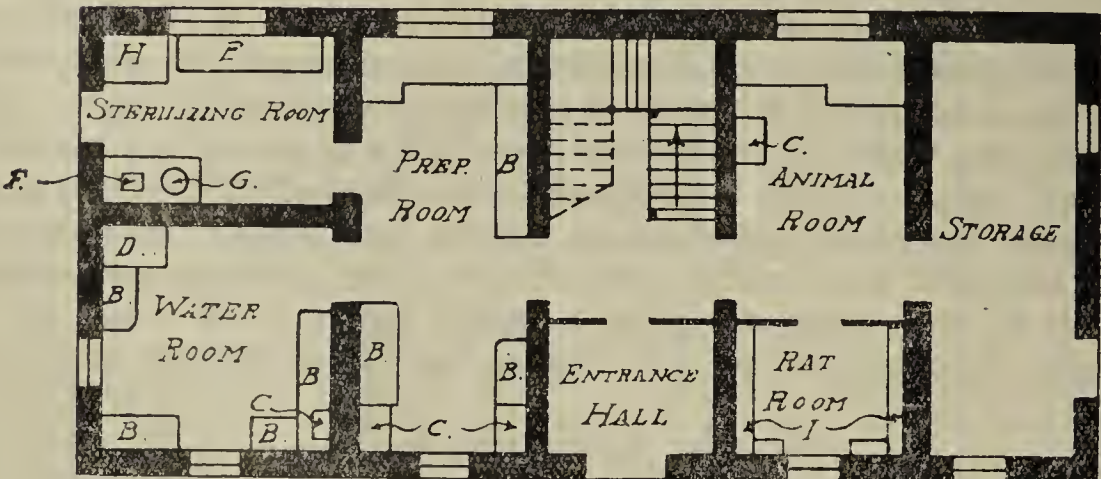 H
E
STERILIZING ROOM
F.
G.
PREP.
ROOM
B
C.
ANIMAL
ROOM
STORAGE
D.
B.
WATER
ROOM
B
C.
B.
B.
B.
B.
C.
ENTRANCE
HALL
RAT
ROOM
I